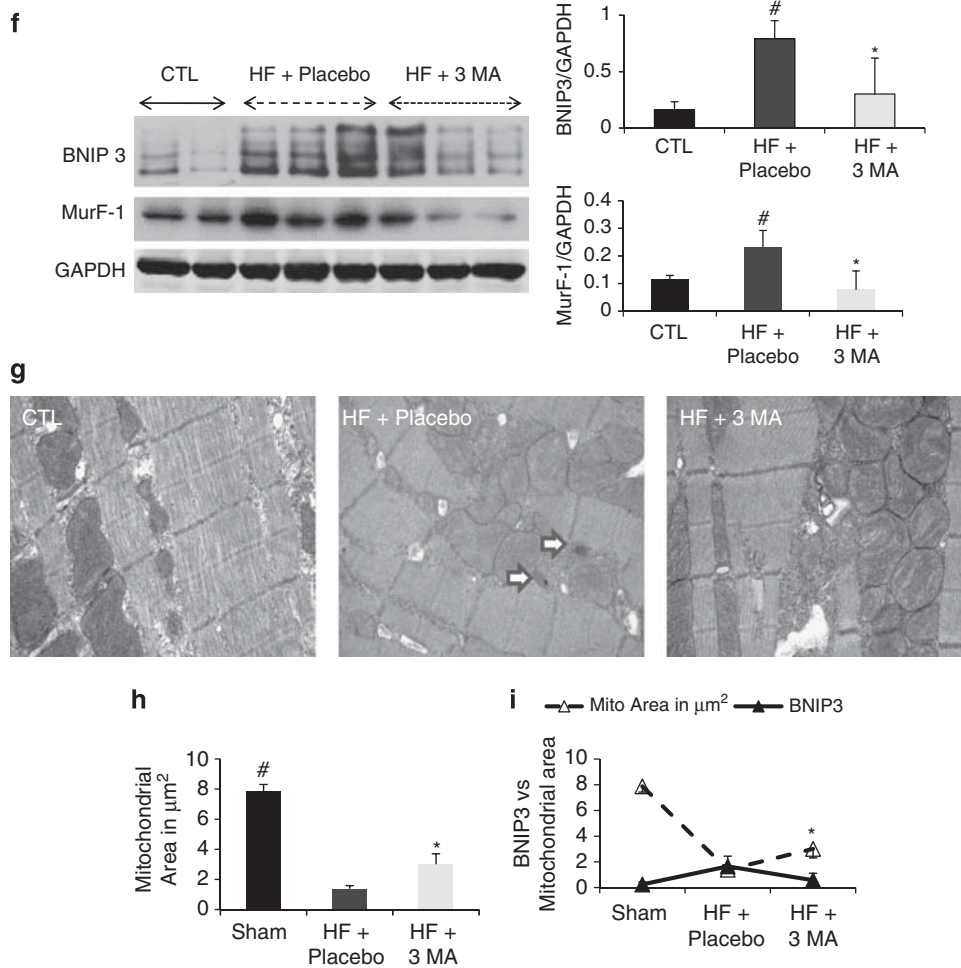 f
CTL HF + Placebo HF + 3 MA
BNIP 3
MurF-1
GAPDH
BNIP3/GAPDH
1
0.5
0
#
*
CTL HF + Placebo HF + 3 MA
MurF-1/GAPDH
0.4
0.3
0.2
0.1
0
#
*
CTL HF + Placebo HF + 3 MA
g
CTL
HF + Placebo
HF + 3 MA
h
Mitochondrial
Area in μm²
10
8
6
4
2
0
#
*
Sham HF + Placebo HF + 3 MA
i
Mito Area in μm² BNIP3
BNIP3 vs
Mitochondrial area
10
8
6
4
2
0
*
Sham HF + Placebo HF + 3 MA